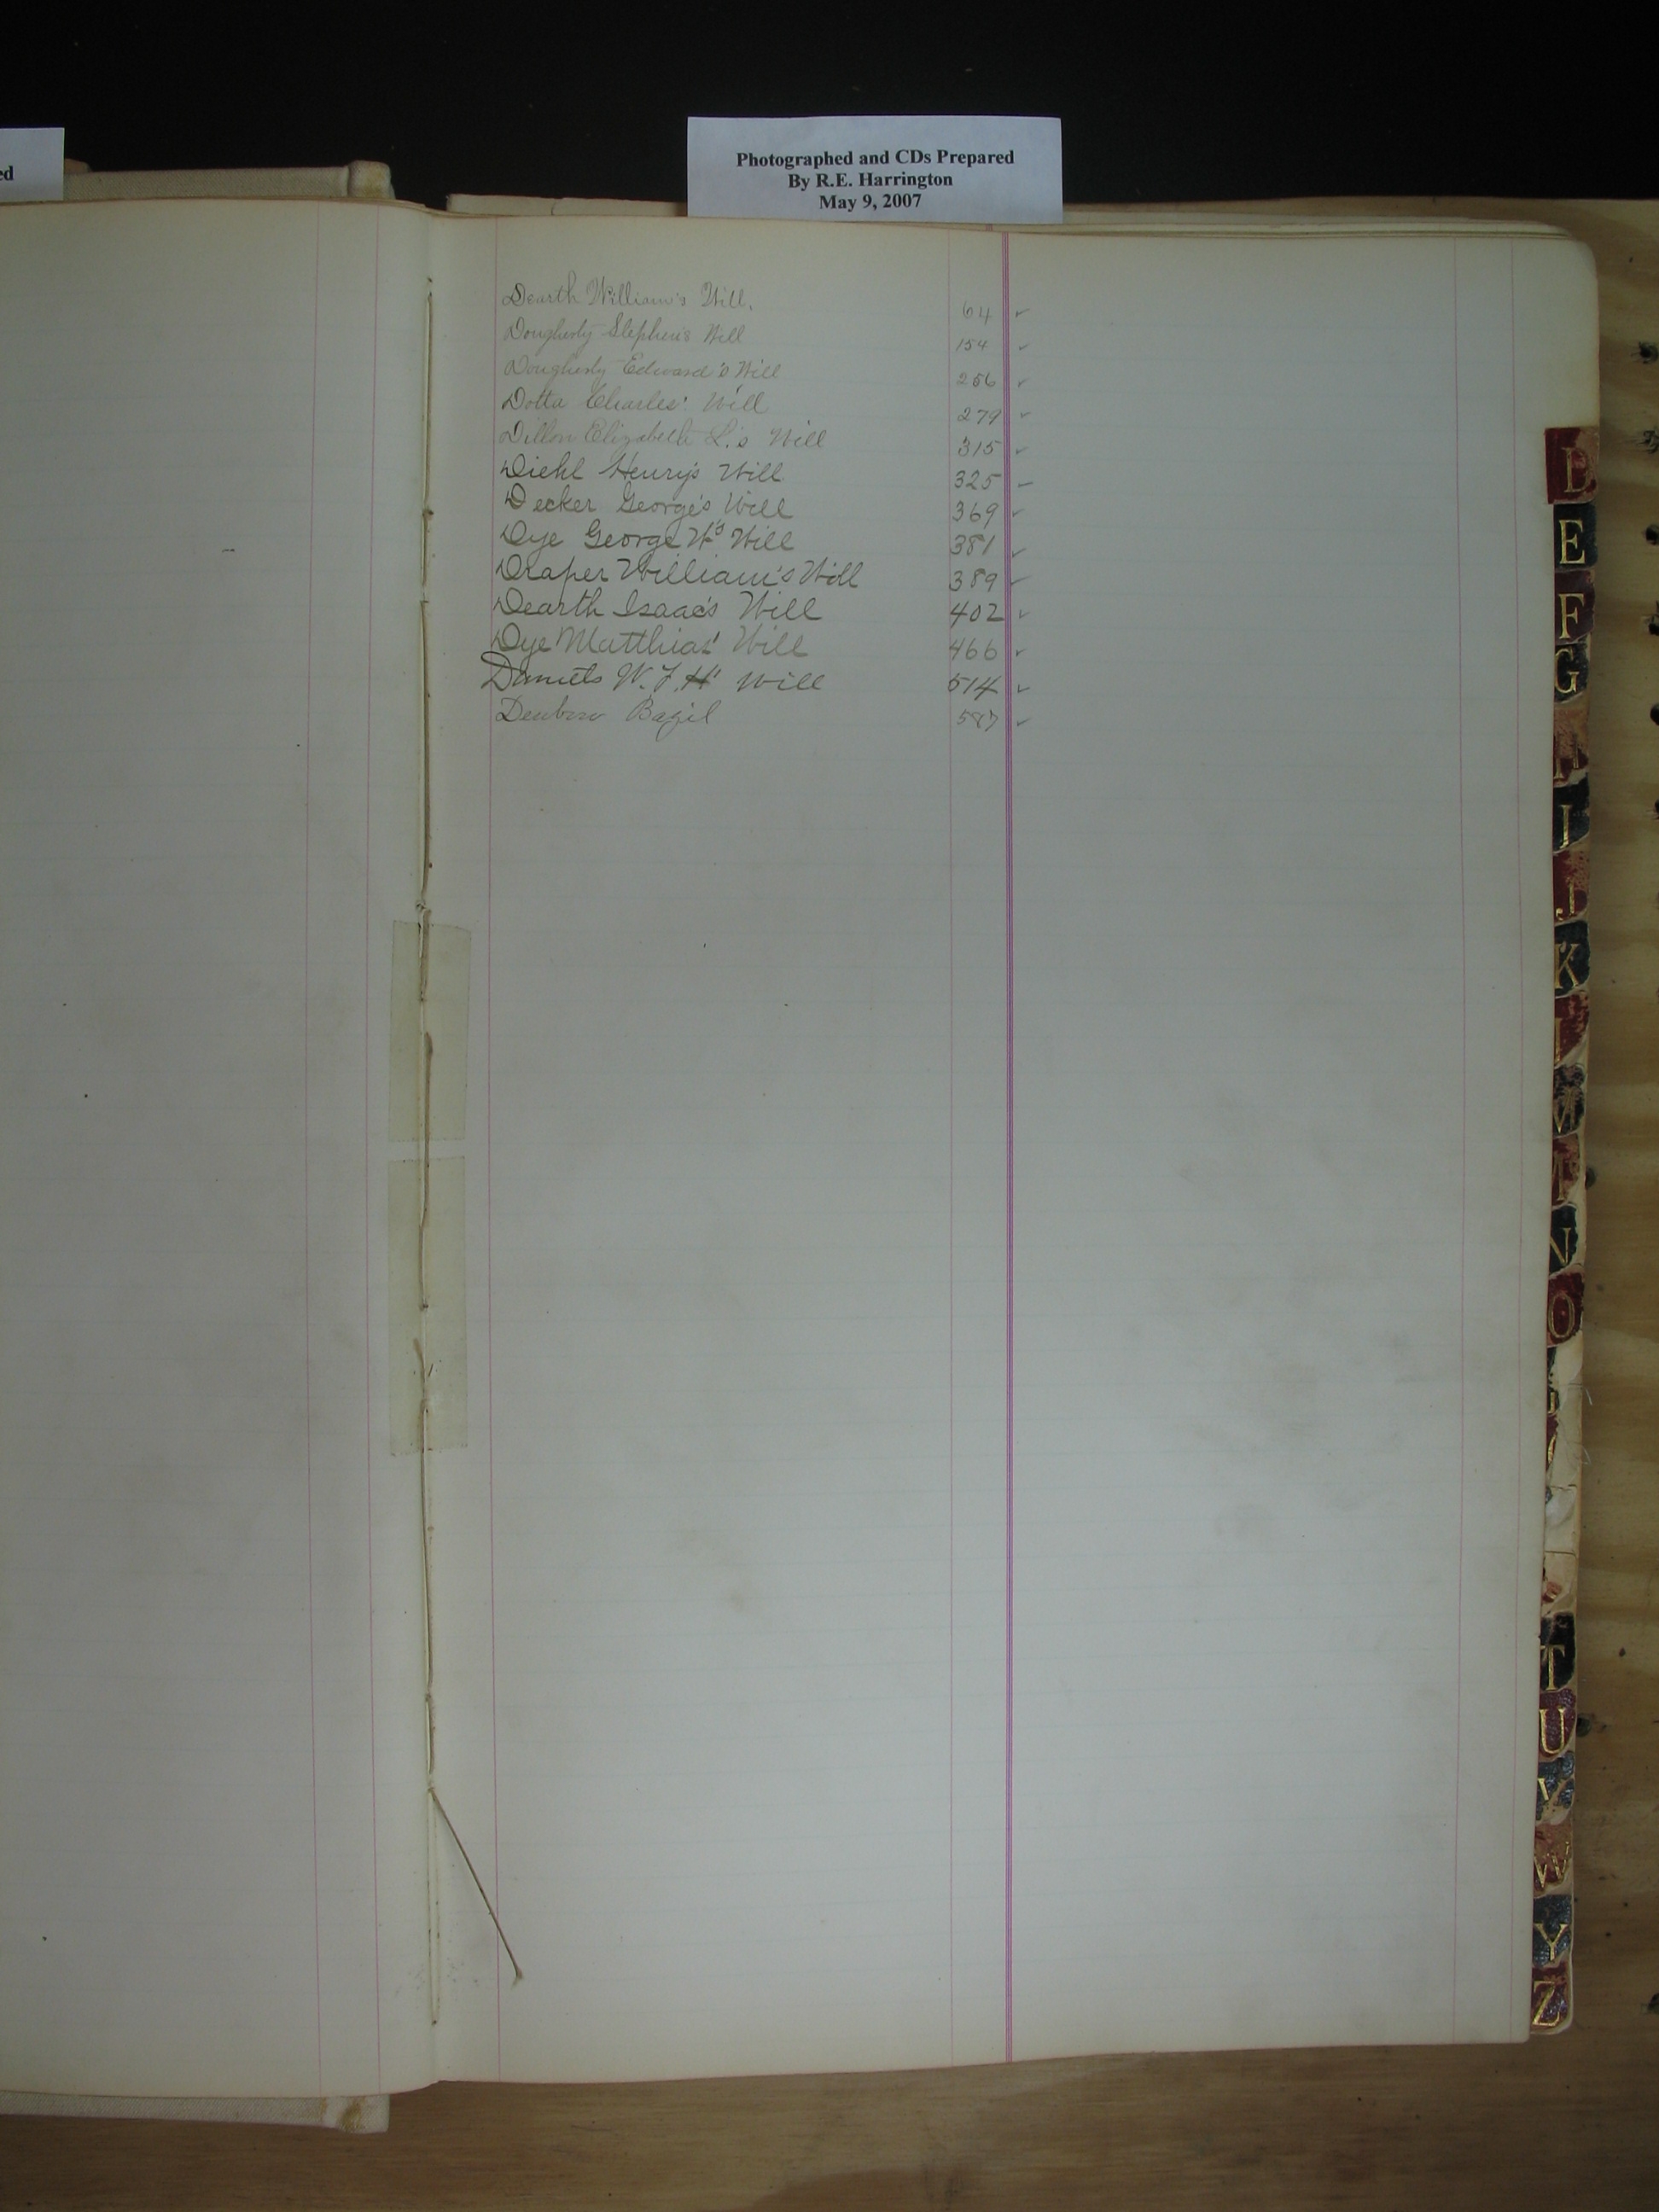 ed
Photographed and CDs Prepared
By R.E. Harrington
May 9, 2007
Dearth William's Will. 64 ✓
Dougherty Stephen's Will 154 ✓
Dougherty Edward's Will 256 ✓
Dotta Charles' Will 279 ✓
Dillon Elizabeth L.'s Will 315 ✓
Diehl Henry's Will 325 ✓
Decker George's Will 369 ✓
Dye George W's Will 381 ✓
Draper William's Will 389 ✓
Dearth Isaac's Will 402 ✓
Dye Matthias' Will 466 ✓
Daniels W. F. H' Will 514 ✓
Denbow Bazil 587 ✓
D
E
F
G
H
I
J
K
L
M
N
O
T
U
V
W
Y
Z